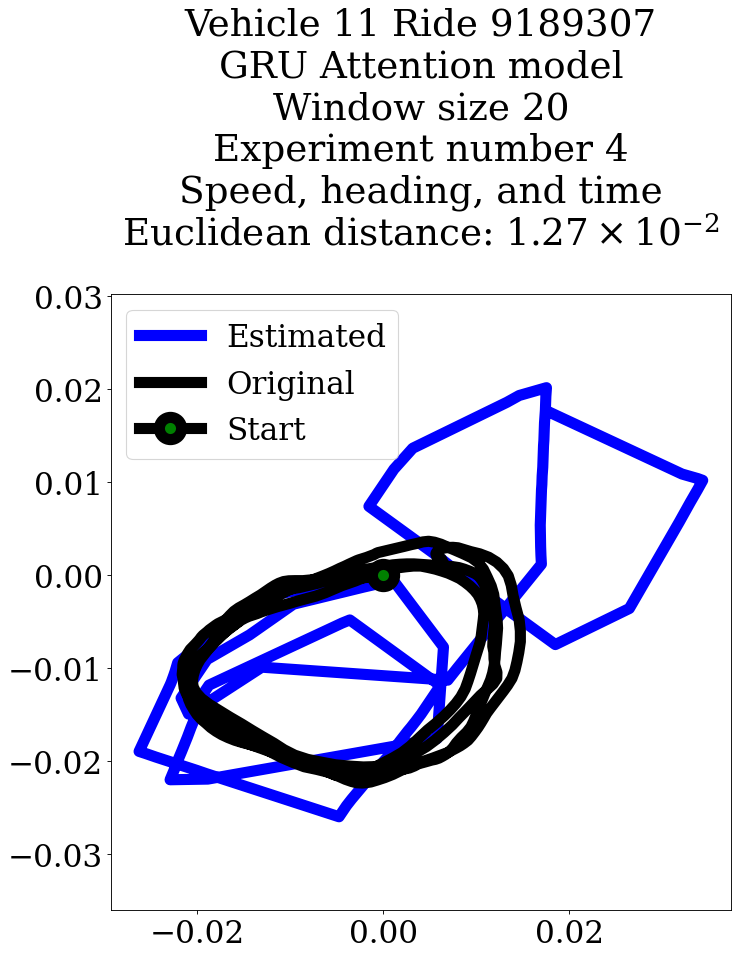 Vehicle 11 Ride 9189307
GRU Attention model
Window size 20
Experiment number 4
Speed, heading, and time
Euclidean distance: 1.27 × 10⁻²
0.03
Estimated
0.02
Original
Start
0.01
0.00
−0.01
−0.02
−0.03
−0.02 0.00 0.02